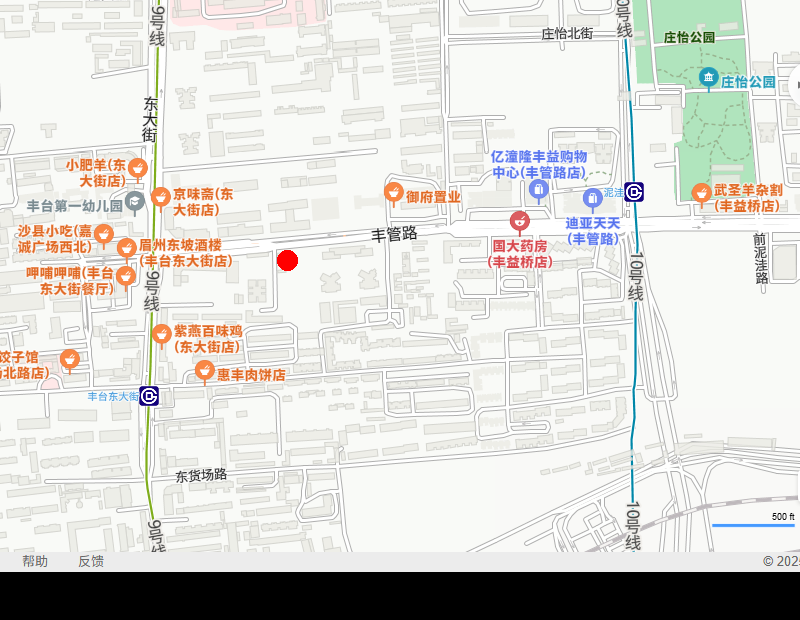 9号线
10号线
庄怡北街
庄怡公园
庄怡公园
东大街
小肥羊(东
大街店)
亿潼隆丰益购物
中心(丰管路店)
京味斋(东
大街店)
御府置业
泥洼
武圣羊杂割
(丰益桥店)
丰台第一幼儿园
迪亚天天
(丰管路)
沙县小吃(嘉
诚广场西北)
丰管路
眉州东坡酒楼
(丰台东大街店)
国大药房
(丰益桥店)
前泥洼路
呷哺呷哺(丰台
东大街餐厅)
9号线
10号线
紫燕百味鸡
(东大街店)
饺子馆
北路店)
惠丰肉饼店
丰台东大街
东货场路
9号线
10号线
500 ft
帮助
反馈
© 202